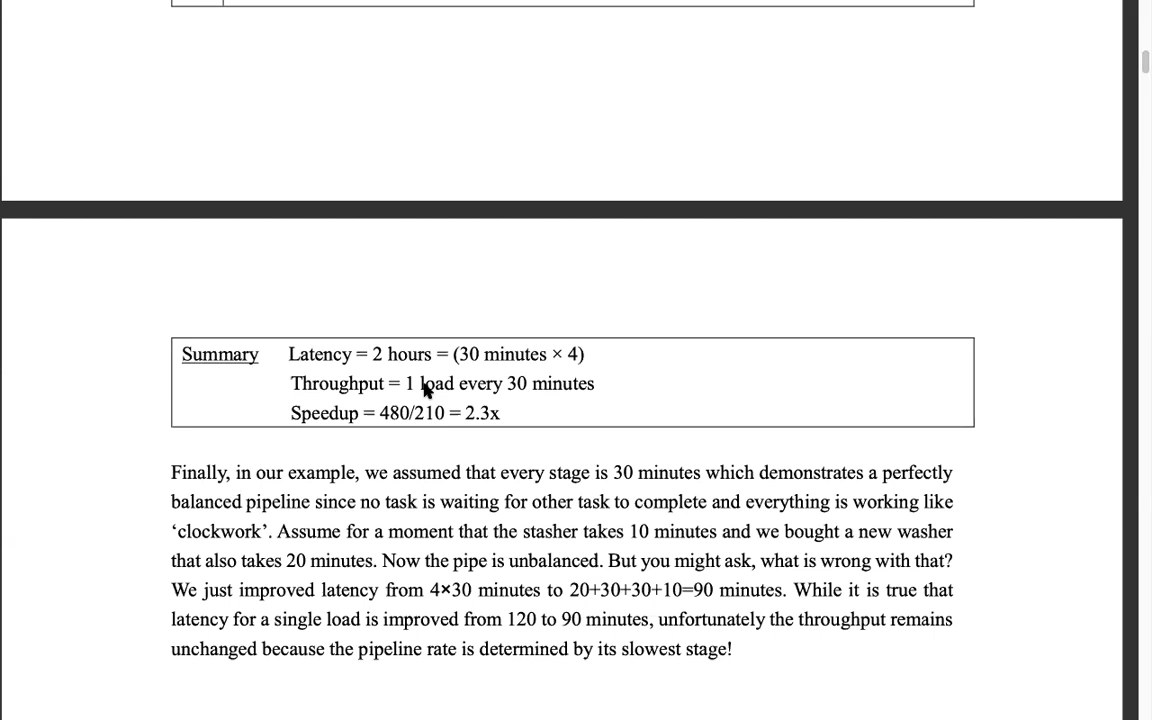 Summary Latency = 2 hours = (30 minutes × 4)
Throughput = 1 load every 30 minutes
Speedup = 480/210 = 2.3x
Finally, in our example, we assumed that every stage is 30 minutes which demonstrates a perfectly
balanced pipeline since no task is waiting for other task to complete and everything is working like
‘clockwork’. Assume for a moment that the stasher takes 10 minutes and we bought a new washer
that also takes 20 minutes. Now the pipe is unbalanced. But you might ask, what is wrong with that?
We just improved latency from 4×30 minutes to 20+30+30+10=90 minutes. While it is true that
latency for a single load is improved from 120 to 90 minutes, unfortunately the throughput remains
unchanged because the pipeline rate is determined by its slowest stage!